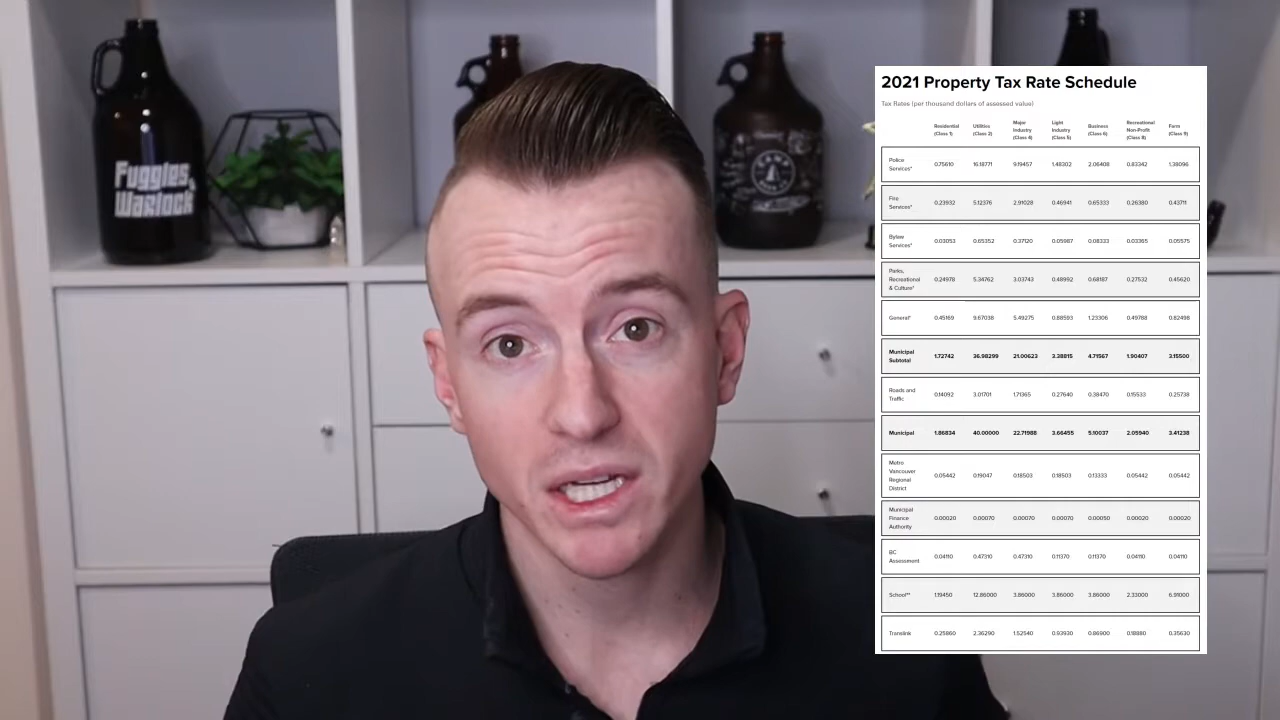 Fuggles,
Warlock
CAMP
2021 Property Tax Rate Schedule
Tax Rates (per thousand dollars of assessed value)
Residential (Class 1) Utilities (Class 2) Major Industry (Class 4) Light Industry (Class 5) Business (Class 6) Recreational Non-Profit (Class 8) Farm (Class 9)
Police Services* 0.75610 16.18771 9.19457 1.48302 2.06408 0.83342 1.38096
Fire Services* 0.23932 5.12376 2.91028 0.46941 0.65333 0.26380 0.43711
Bylaw Services* 0.03053 0.65352 0.37120 0.05987 0.08333 0.03365 0.05575
Parks, Recreational & Culture* 0.24978 5.34762 3.03743 0.48992 0.68187 0.27532 0.45620
General* 0.45169 9.67038 5.49275 0.88593 1.23306 0.49788 0.82498
Municipal Subtotal 1.72742 36.98299 21.00623 3.38815 4.71567 1.90407 3.15500
Roads and Traffic 0.14092 3.01701 1.71365 0.27640 0.38470 0.15533 0.25738
Municipal 1.86834 40.00000 22.71988 3.66455 5.10037 2.05940 3.41238
Metro Vancouver Regional District 0.05442 0.19047 0.18503 0.18503 0.13333 0.05442 0.05442
Municipal Finance Authority 0.00020 0.00070 0.00070 0.00070 0.00050 0.00020 0.00020
BC Assessment 0.04110 0.47310 0.47310 0.11370 0.11370 0.04110 0.04110
School** 1.19450 12.86000 3.86000 3.86000 3.86000 2.33000 6.91000
Translink 0.25860 2.36290 1.52540 0.93930 0.86900 0.18880 0.35630